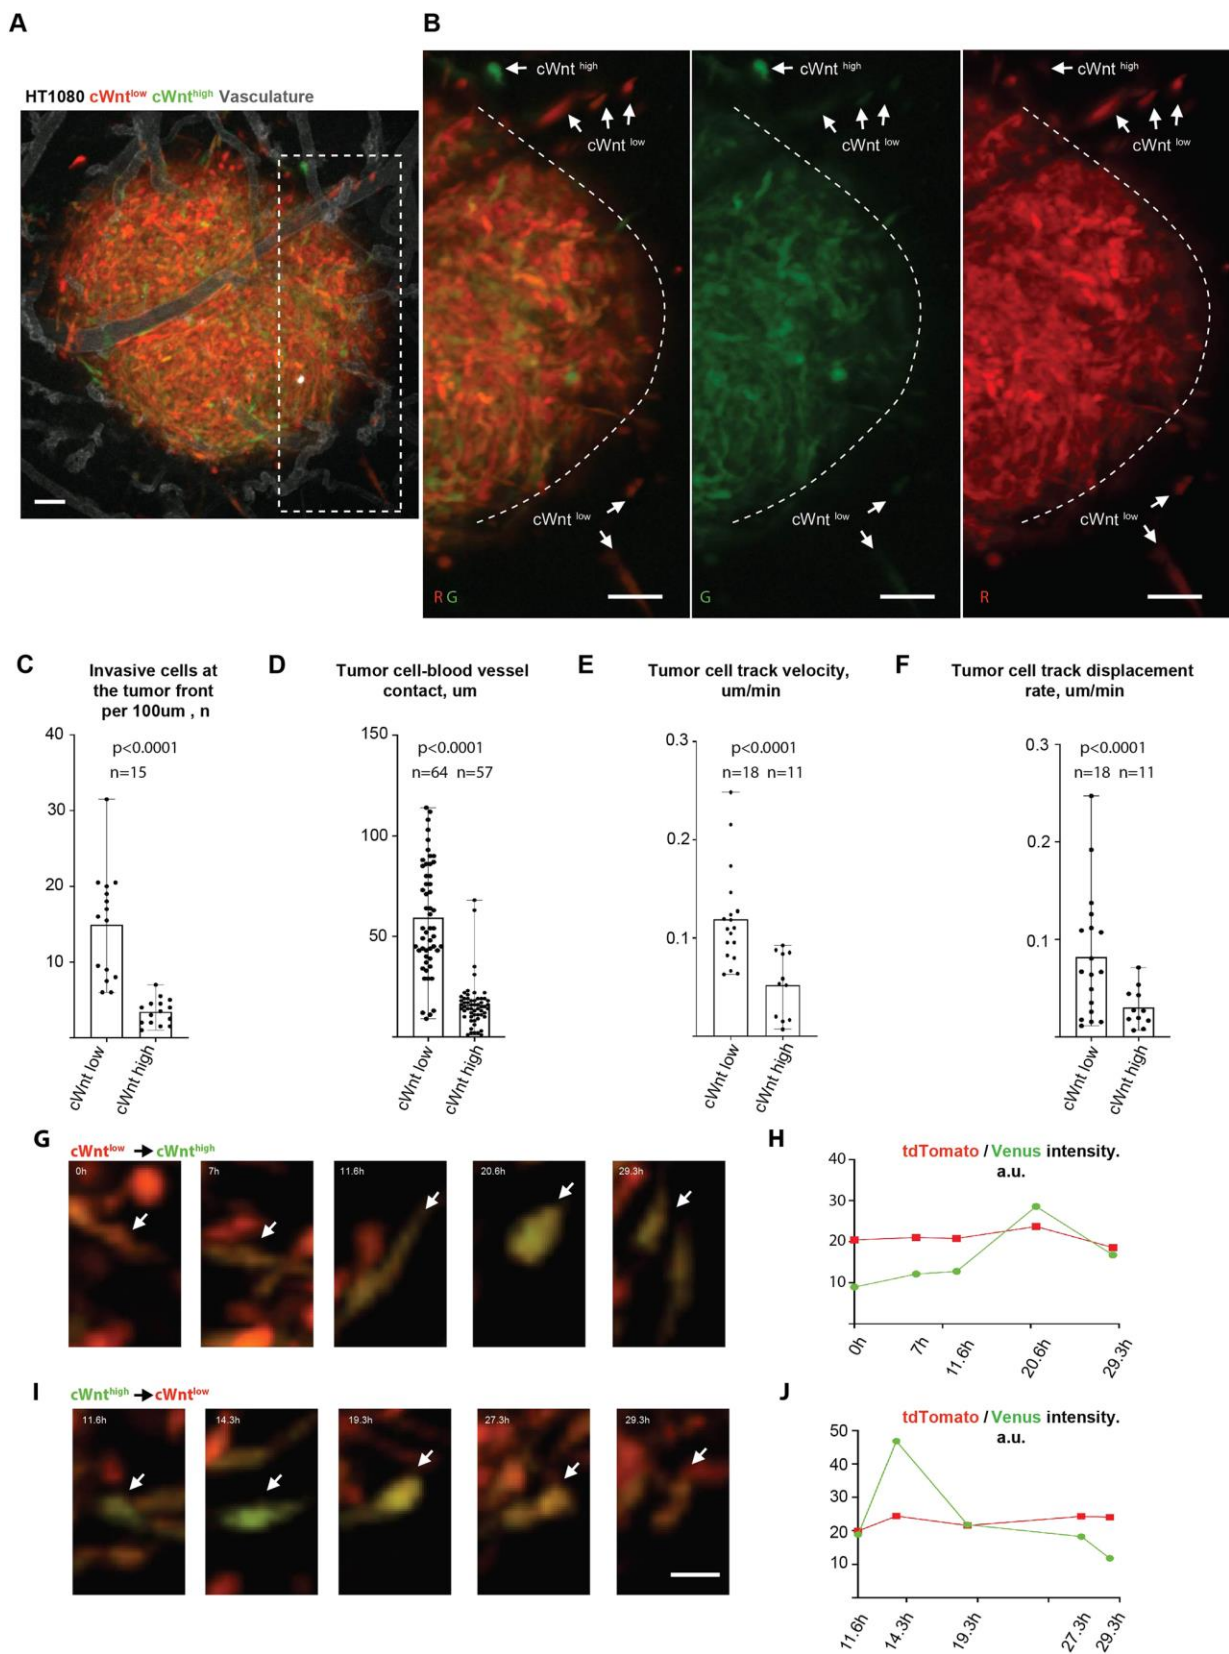 A
HT1080 cWntlow cWnthigh Vasculature
B
cWnt high
cWnt low
cWnt low
R G
cWnt high
cWnt low
cWnt low
G
cWnt high
cWnt low
cWnt low
R
C
Invasive cells at
the tumor front
per 100um , n
40
30
20
10
p<0.0001
n=15
cWnt low
cWnt high
D
Tumor cell-blood vessel
contact, um
150
100
50
p<0.0001
n=64 n=57
cWnt low
cWnt high
E
Tumor cell track velocity,
um/min
0.3
0.2
0.1
p<0.0001
n=18 n=11
cWnt low
cWnt high
F
Tumor cell track displacement
rate, um/min
0.3
0.2
0.1
p<0.0001
n=18 n=11
cWnt low
cWnt high
G
cWntlow → cWnthigh
0h
7h
11.6h
20.6h
29.3h
H
tdTomato / Venus intensity.
a.u.
40
30
20
10
0h
7h
11.6h
20.6h
29.3h
I
cWnthigh → cWntlow
11.6h
14.3h
19.3h
27.3h
29.3h
J
tdTomato / Venus intensity.
a.u.
50
40
30
20
10
11.6h
14.3h
19.3h
27.3h
29.3h